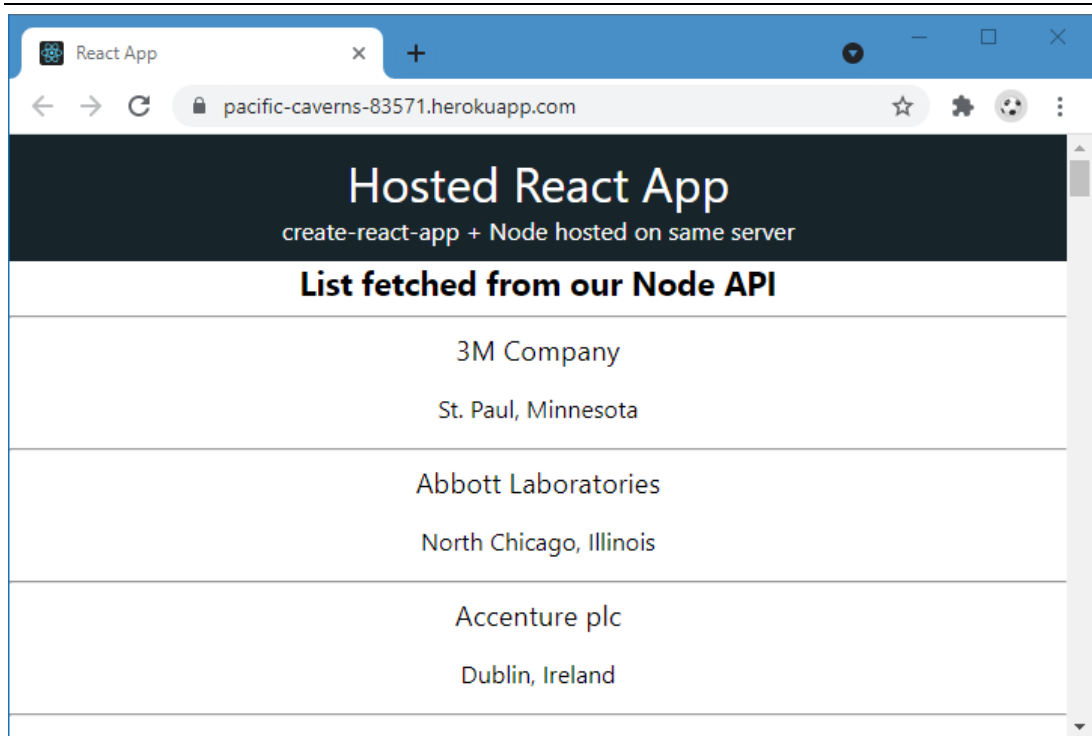 React App
pacific-caverns-83571.herokuapp.com
Hosted React App
create-react-app + Node hosted on same server
List fetched from our Node API
3M Company
St. Paul, Minnesota
Abbott Laboratories
North Chicago, Illinois
Accenture plc
Dublin, Ireland